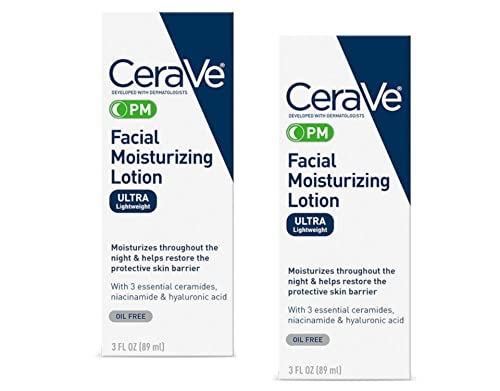 CeraVe®
DEVELOPED WITH DERMATOLOGISTS
PM
Facial
Moisturizing
Lotion
ULTRA
Lightweight
Moisturizes throughout the
night & helps restore the
protective skin barrier
With 3 essential ceramides,
niacinamide & hyaluronic acid
OIL FREE
3 FL OZ (89 ml)
CeraVe®
DEVELOPED WITH DERMATOLOGISTS
PM
Facial
Moisturizing
Lotion
ULTRA
Lightweight
Moisturizes throughout the
night & helps restore the
protective skin barrier
With 3 essential ceramides,
niacinamide & hyaluronic acid
OIL FREE
3 FL OZ (89 ml)